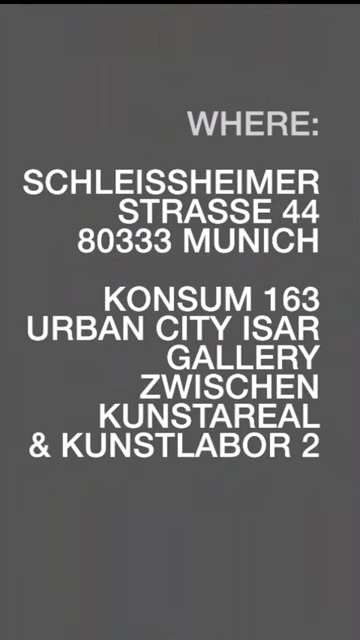 WHERE:
SCHLEISSHEIMER
STRASSE 44
80333 MUNICH
KONSUM 163
URBAN CITY ISAR
GALLERY
ZWISCHEN
KUNSTAREAL
& KUNSTLABOR 2